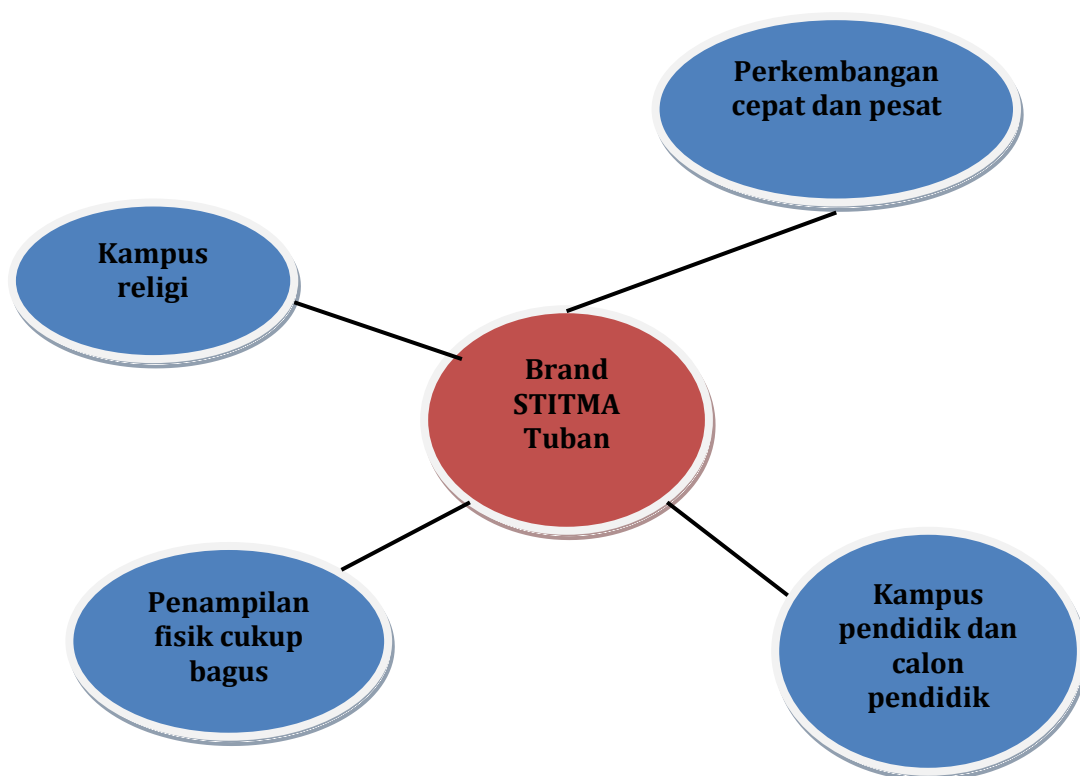 Perkembangan
cepat dan pesat
Kampus
religi
Brand
STITMA
Tuban
Penampilan
fisik cukup
bagus
Kampus
pendidik dan
calon
pendidik